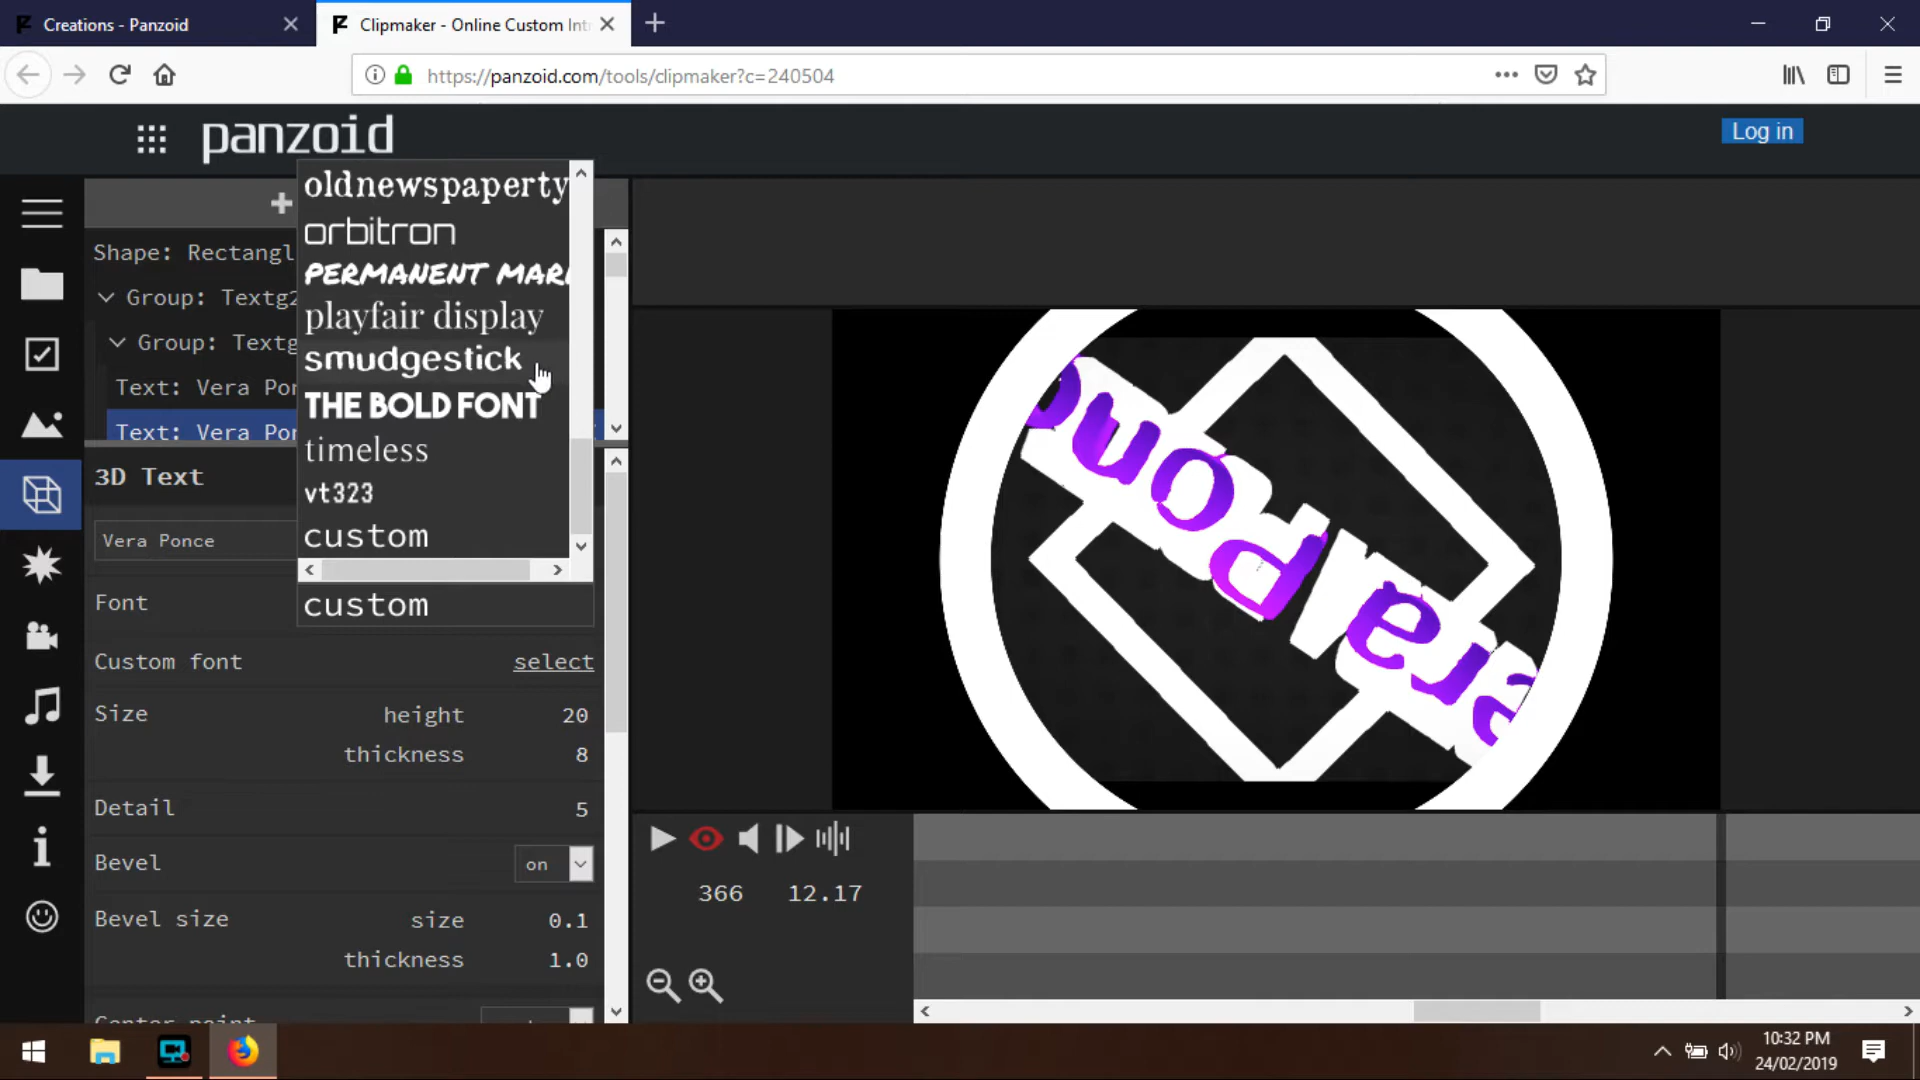 Creations - Panzoid
Clipmaker - Online Custom Int
https://panzoid.com/tools/clipmaker?c=240504
panzoid
Log in
oldnewspaperty
orbitron
PERMANENT MAR
playfair display
smudgestick
THE BOLD FONT
timeless
vt323
custom
Shape: Rectangl
Group: Textg2
Group: Textg
Text: Vera Por
Text: Vera Por
3D Text
Vera Ponce
Font
custom
Custom font
select
Size
height
20
thickness
8
Detail
5
Bevel
on
Bevel size
size
0.1
thickness
1.0
Center point
366
12.17
10:32 PM
24/02/2019